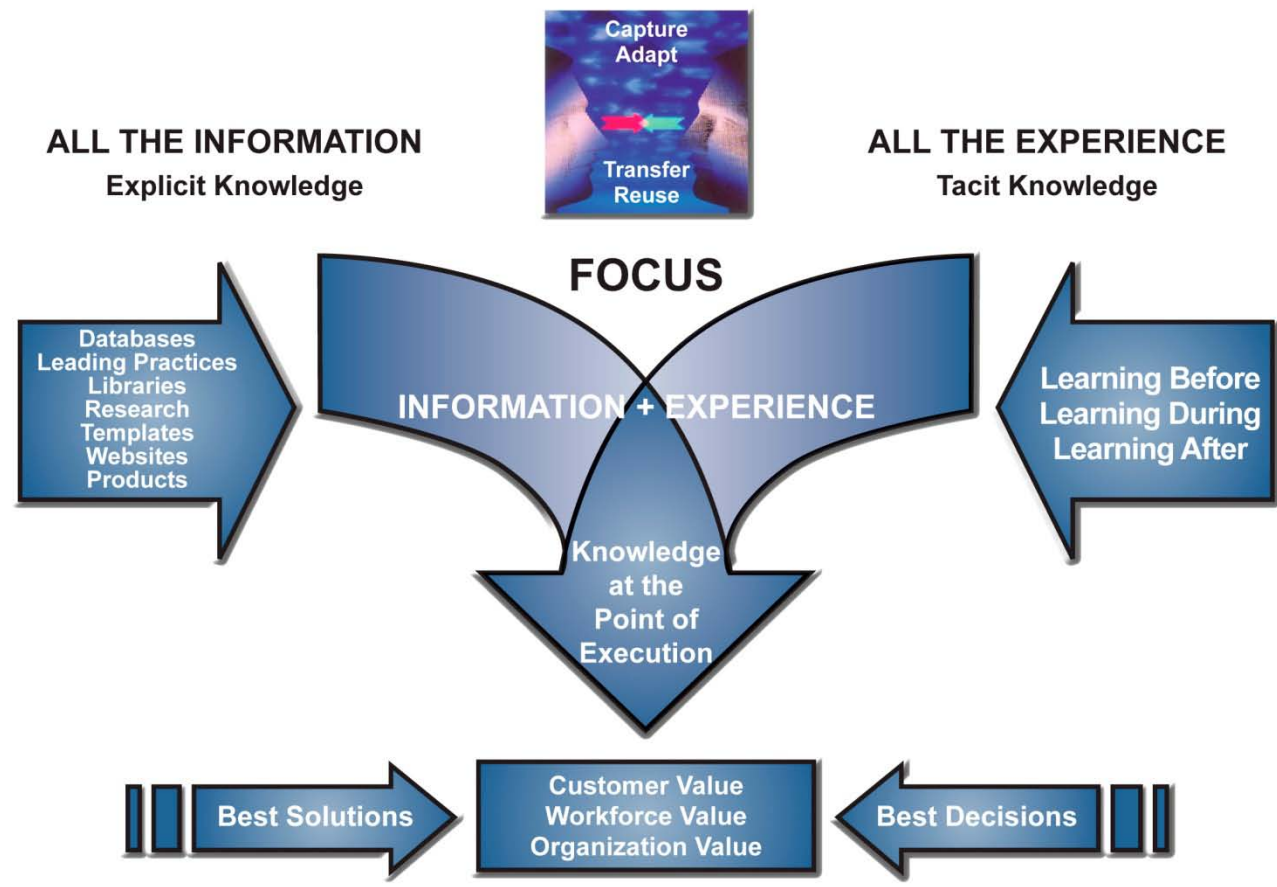 Capture
Adapt
Transfer
Reuse
ALL THE INFORMATION
Explicit Knowledge
ALL THE EXPERIENCE
Tacit Knowledge
FOCUS
Databases
Leading Practices
Libraries
Research
Templates
Websites
Products
INFORMATION + EXPERIENCE
Learning Before
Learning During
Learning After
Knowledge
at the
Point of
Execution
Best Solutions
Customer Value
Workforce Value
Organization Value
Best Decisions